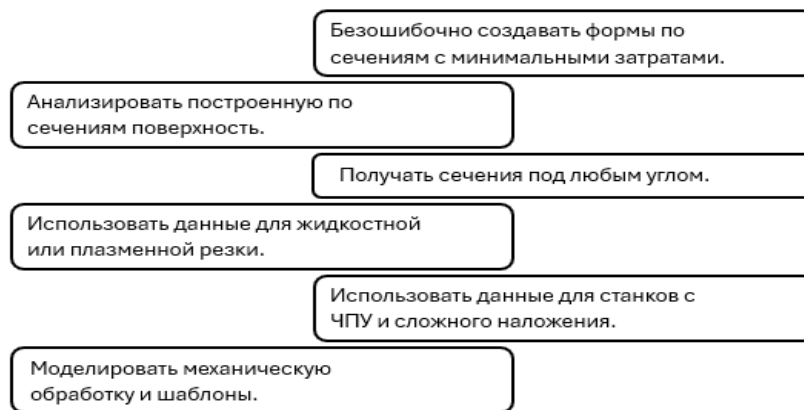 Безошибочно создавать формы по
сечениям с минимальными затратами.
Анализировать построенную по
сечениям поверхность.
Получать сечения под любым углом.
Использовать данные для жидкостной
или плазменной резки.
Использовать данные для станков с
ЧПУ и сложного наложения.
Моделировать механическую
обработку и шаблоны.